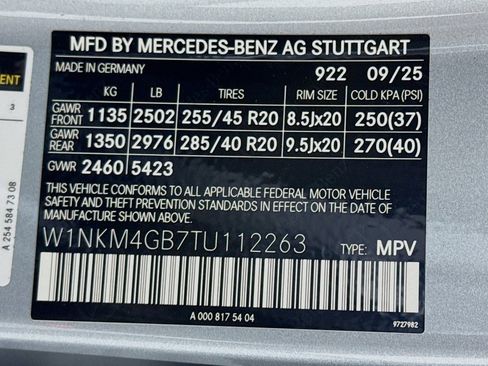 MFD BY MERCEDES-BENZ AG STUTTGART
MADE IN GERMANY 922 09/25
KG LB TIRES RIM SIZE COLD KPA (PSI)
GAWR FRONT 1135 2502 255/45 R20 8.5Jx20 250(37)
GAWR REAR 1350 2976 285/40 R20 9.5Jx20 270(40)
GVWR 2460 5423
THIS VEHICLE CONFORMS TO ALL APPLICABLE FEDERAL MOTOR VEHICLE
SAFETY AND THEFT PREVENTION STANDARDS IN EFFECT ON THE DATE OF
MANUFACTURE SHOWN ABOVE.
W1NKM4GB7TU112263 TYPE: MPV
A 000 817 54 04
9727982
ENT
3
A 254 584 73 08